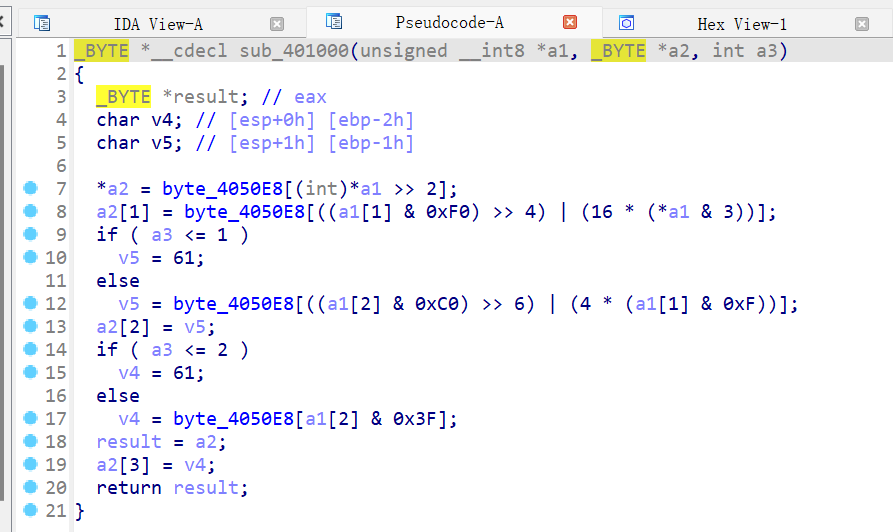 IDA View-A Pseudocode-A Hex View-1
1 _BYTE *__cdecl sub_401000(unsigned __int8 *a1, _BYTE *a2, int a3)
2 {
3 _BYTE *result; // eax
4 char v4; // [esp+0h] [ebp-2h]
5 char v5; // [esp+1h] [ebp-1h]
6
7 *a2 = byte_4050E8[(int)*a1 >> 2];
8 a2[1] = byte_4050E8[((a1[1] & 0xF0) >> 4) | (16 * (*a1 & 3))];
9 if ( a3 <= 1 )
10 v5 = 61;
11 else
12 v5 = byte_4050E8[((a1[2] & 0xC0) >> 6) | (4 * (a1[1] & 0xF))];
13 a2[2] = v5;
14 if ( a3 <= 2 )
15 v4 = 61;
16 else
17 v4 = byte_4050E8[a1[2] & 0x3F];
18 result = a2;
19 a2[3] = v4;
20 return result;
21 }